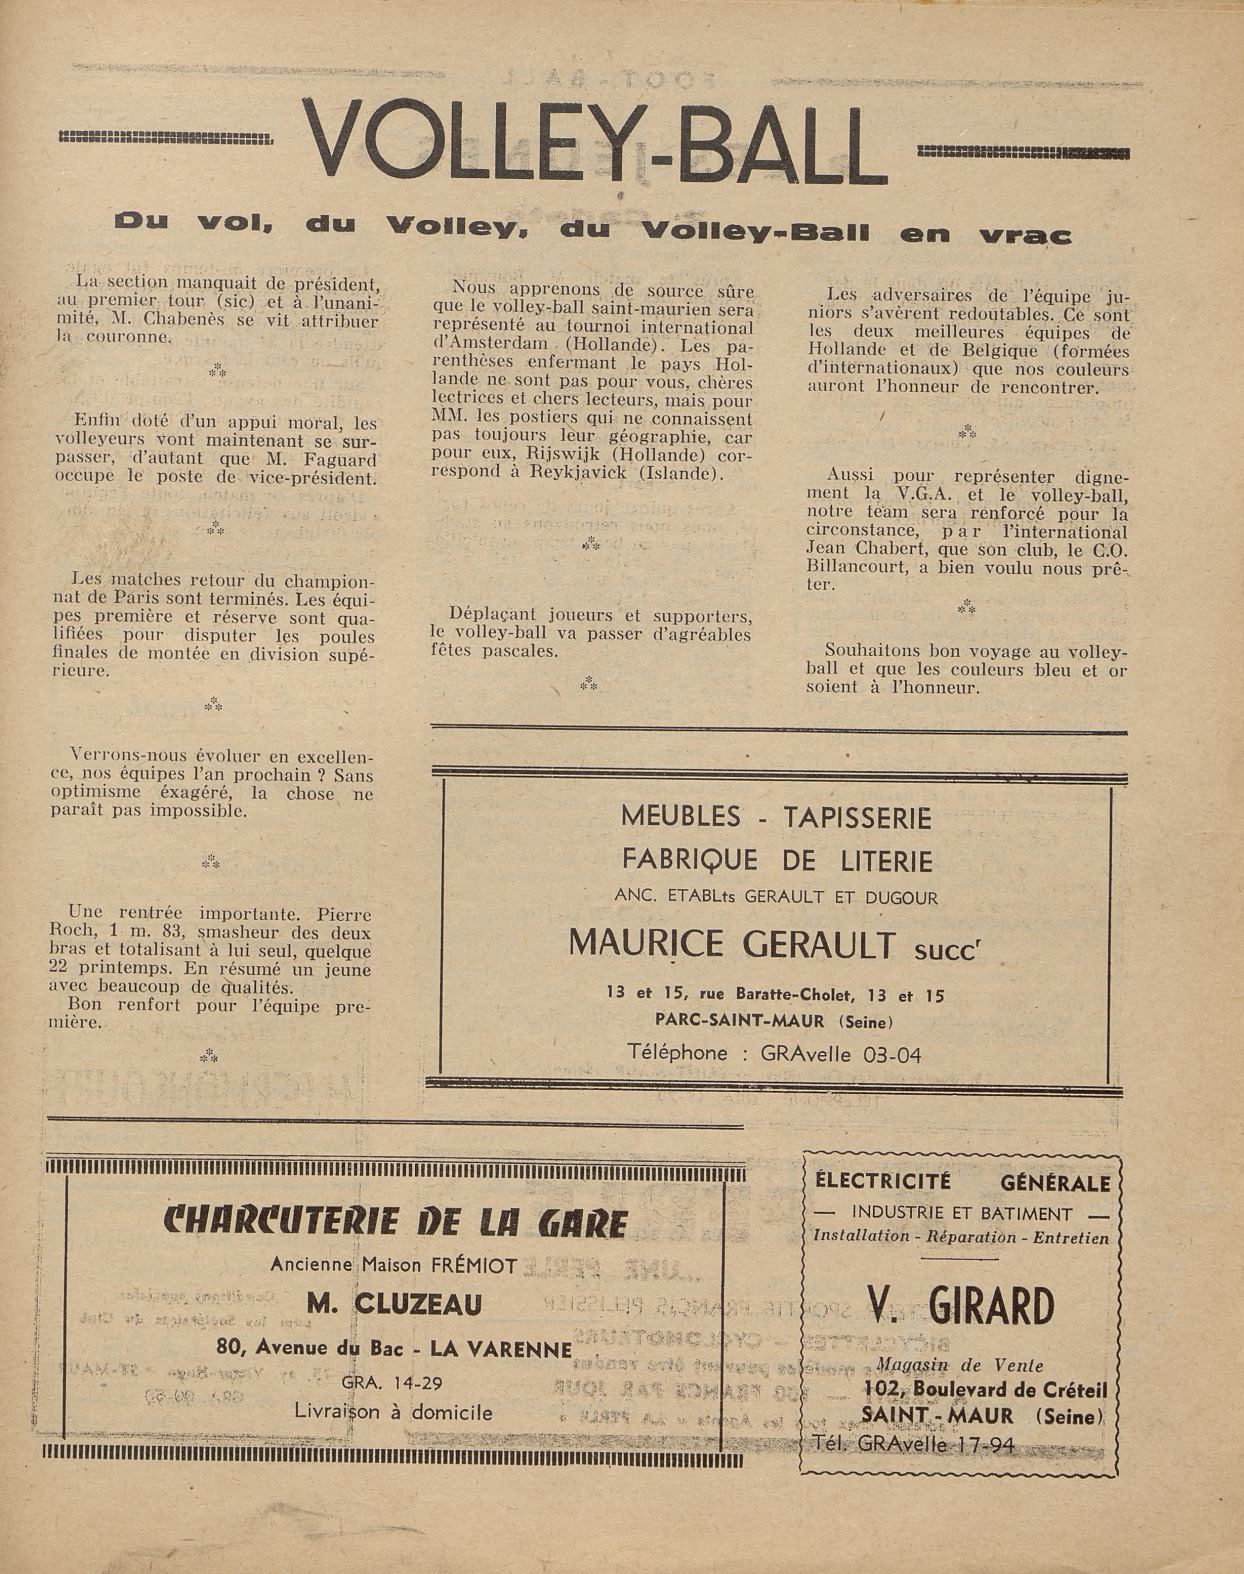 VOLLEY-BALL
Du vol, du Volley, du Volley-Ball en vrac
La section manquait de président,
au premier tour (sic) et à l'unani-
mité, M. Chabenès se vit attribuer
la couronne.
Enfin doté d'un appui moral, les
volleyeurs vont maintenant se sur-
passer, d'autant que M. Faguard
occupe le poste de vice-président.
Les matches retour du champion-
nat de Paris sont terminés. Les équi-
pes première et réserve sont qua-
lifiées pour disputer les poules
finales de montée en division supé-
rieure.
Verrons-nous évoluer en excellen-
ce, nos équipes l'an prochain ? Sans
optimisme éxagéré, la chose ne
paraît pas impossible.
Une rentrée importante. Pierre
Roch, 1 m. 83, smasheur des deux
bras et totalisant à lui seul, quelque
22 printemps. En résumé un jeune
avec beaucoup de qualités.
Bon renfort pour l'équipe pre-
mière.
Nous apprenons de source sûre
que le volley-ball saint-maurien sera
représenté au tournoi international
d'Amsterdam (Hollande). Les pa-
renthèses enfermant le pays Hol-
lande ne sont pas pour vous, chères
lectrices et chers lecteurs, mais pour
MM. les postiers qui ne connaissent
pas toujours leur géographie, car
pour eux, Rijswijk (Hollande) cor-
respond à Reykjavick (Islande).
Déplaçant joueurs et supporters,
le volley-ball va passer d'agréables
fêtes pascales.
Les adversaires de l'équipe ju-
niors s'avèrent redoutables. Ce sont
les deux meilleures équipes de
Hollande et de Belgique (formées
d'internationaux) que nos couleurs
auront l'honneur de rencontrer.
Aussi pour représenter digne-
ment la V.G.A. et le volley-ball,
notre team sera renforcé pour la
circonstance, par l'international
Jean Chabert, que son club, le C.O.
Billancourt, a bien voulu nous prê-
ter.
Souhaitons bon voyage au volley-
ball et que les couleurs bleu et or
soient à l'honneur.
MEUBLES - TAPISSERIE
FABRIQUE DE LITERIE
ANC. ETABLts GERAULT ET DUGOUR
MAURICE GERAULT succr
13 et 15, rue Baratte-Cholet, 13 et 15
PARC-SAINT-MAUR (Seine)
Téléphone : GRAvelle 03-04
CHARCUTERIE DE LA GARE
Ancienne Maison FRÉMIOT
M. CLUZEAU
80, Avenue du Bac - LA VARENNE
GRA. 14-29
Livraison à domicile
ÉLECTRICITÉ GÉNÉRALE
— INDUSTRIE ET BATIMENT —
Installation - Réparation - Entretien
V. GIRARD
Magasin de Vente
102, Boulevard de Créteil
SAINT-MAUR (Seine)
Tél. GRAvelle 17-94